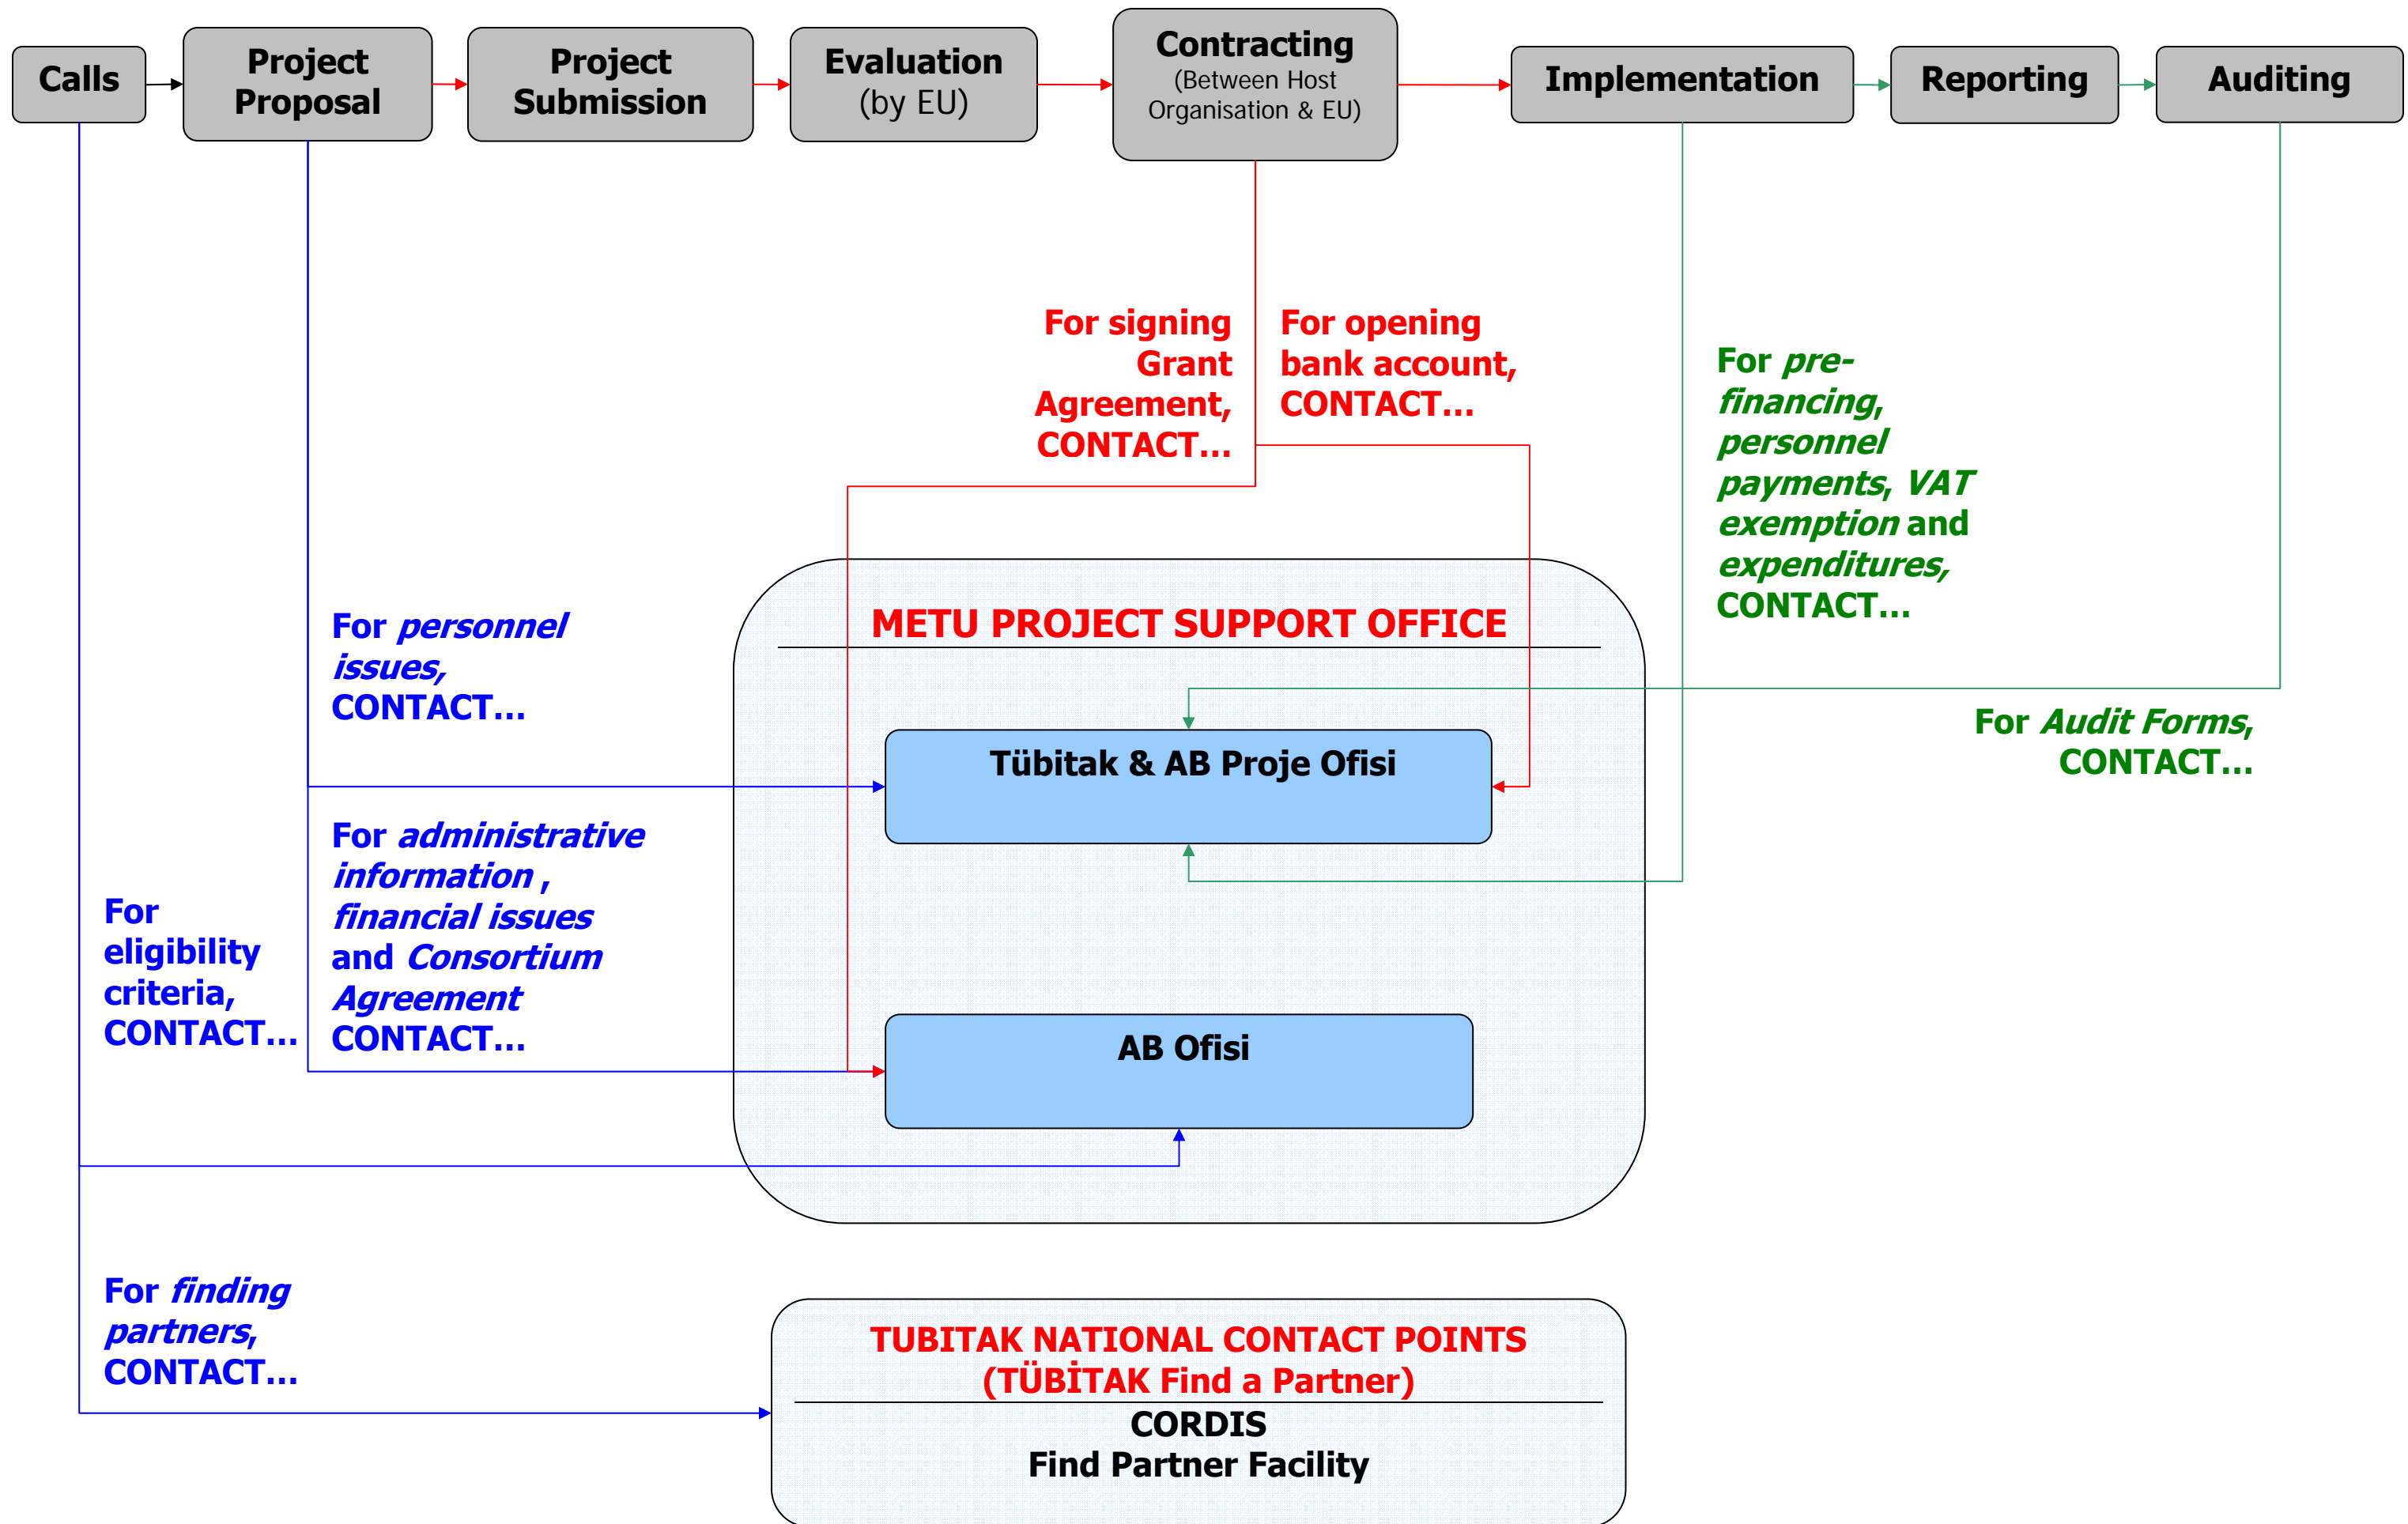 Calls
Project
Proposal
Project
Submission
Evaluation
(by EU)
Contracting
(Between Host
Organisation & EU)
Implementation
Reporting
Auditing
For signing
Grant
Agreement,
CONTACT...
For opening
bank account,
CONTACT...
For pre-
financing,
personnel
payments, VAT
exemption and
expenditures,
CONTACT...
For personnel
issues,
CONTACT...
METU PROJECT SUPPORT OFFICE
Tübitak & AB Proje Ofisi
For Audit Forms,
CONTACT...
For administrative
information ,
financial issues
and Consortium
Agreement
CONTACT...
For
eligibility
criteria,
CONTACT...
AB Ofisi
For finding
partners,
CONTACT...
TUBITAK NATIONAL CONTACT POINTS
(TÜBİTAK Find a Partner)
CORDIS
Find Partner Facility